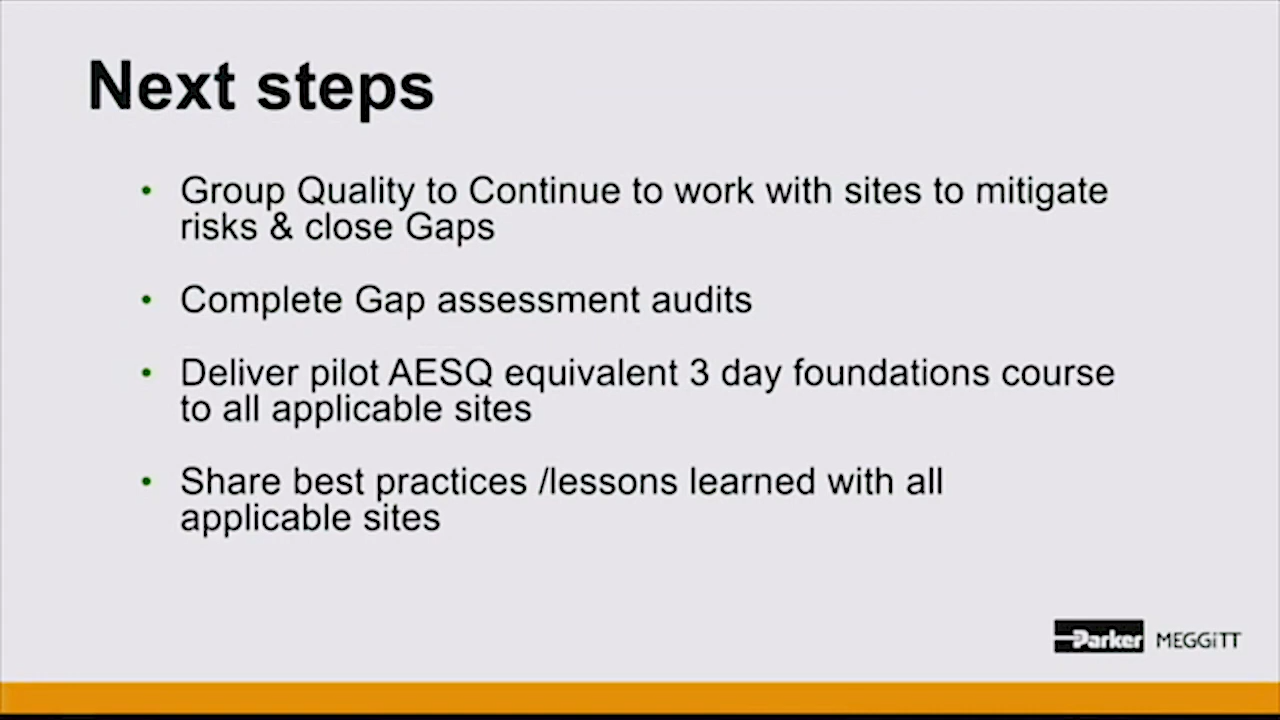 Next steps
• Group Quality to Continue to work with sites to mitigate
risks & close Gaps
• Complete Gap assessment audits
• Deliver pilot AESQ equivalent 3 day foundations course
to all applicable sites
• Share best practices /lessons learned with all
applicable sites
Parker MEGGiTT